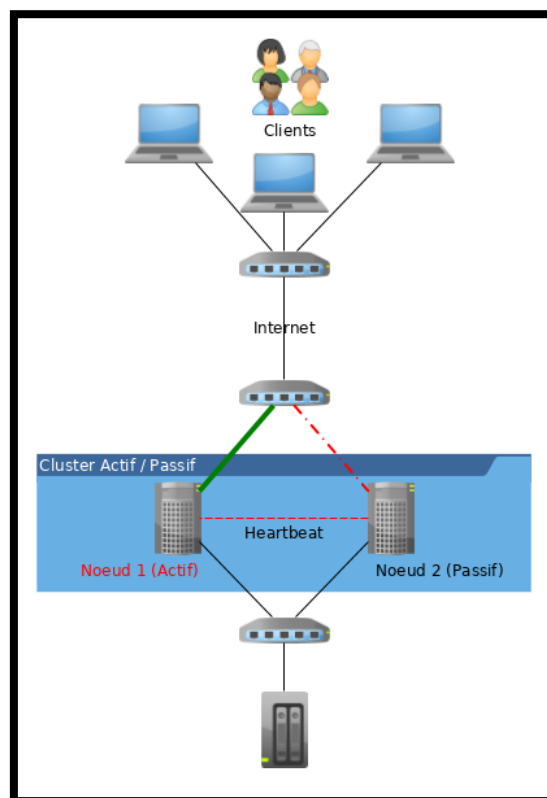 Clients
Internet
Cluster Actif / Passif
Heartbeat
Noeud 1 (Actif)
Noeud 2 (Passif)